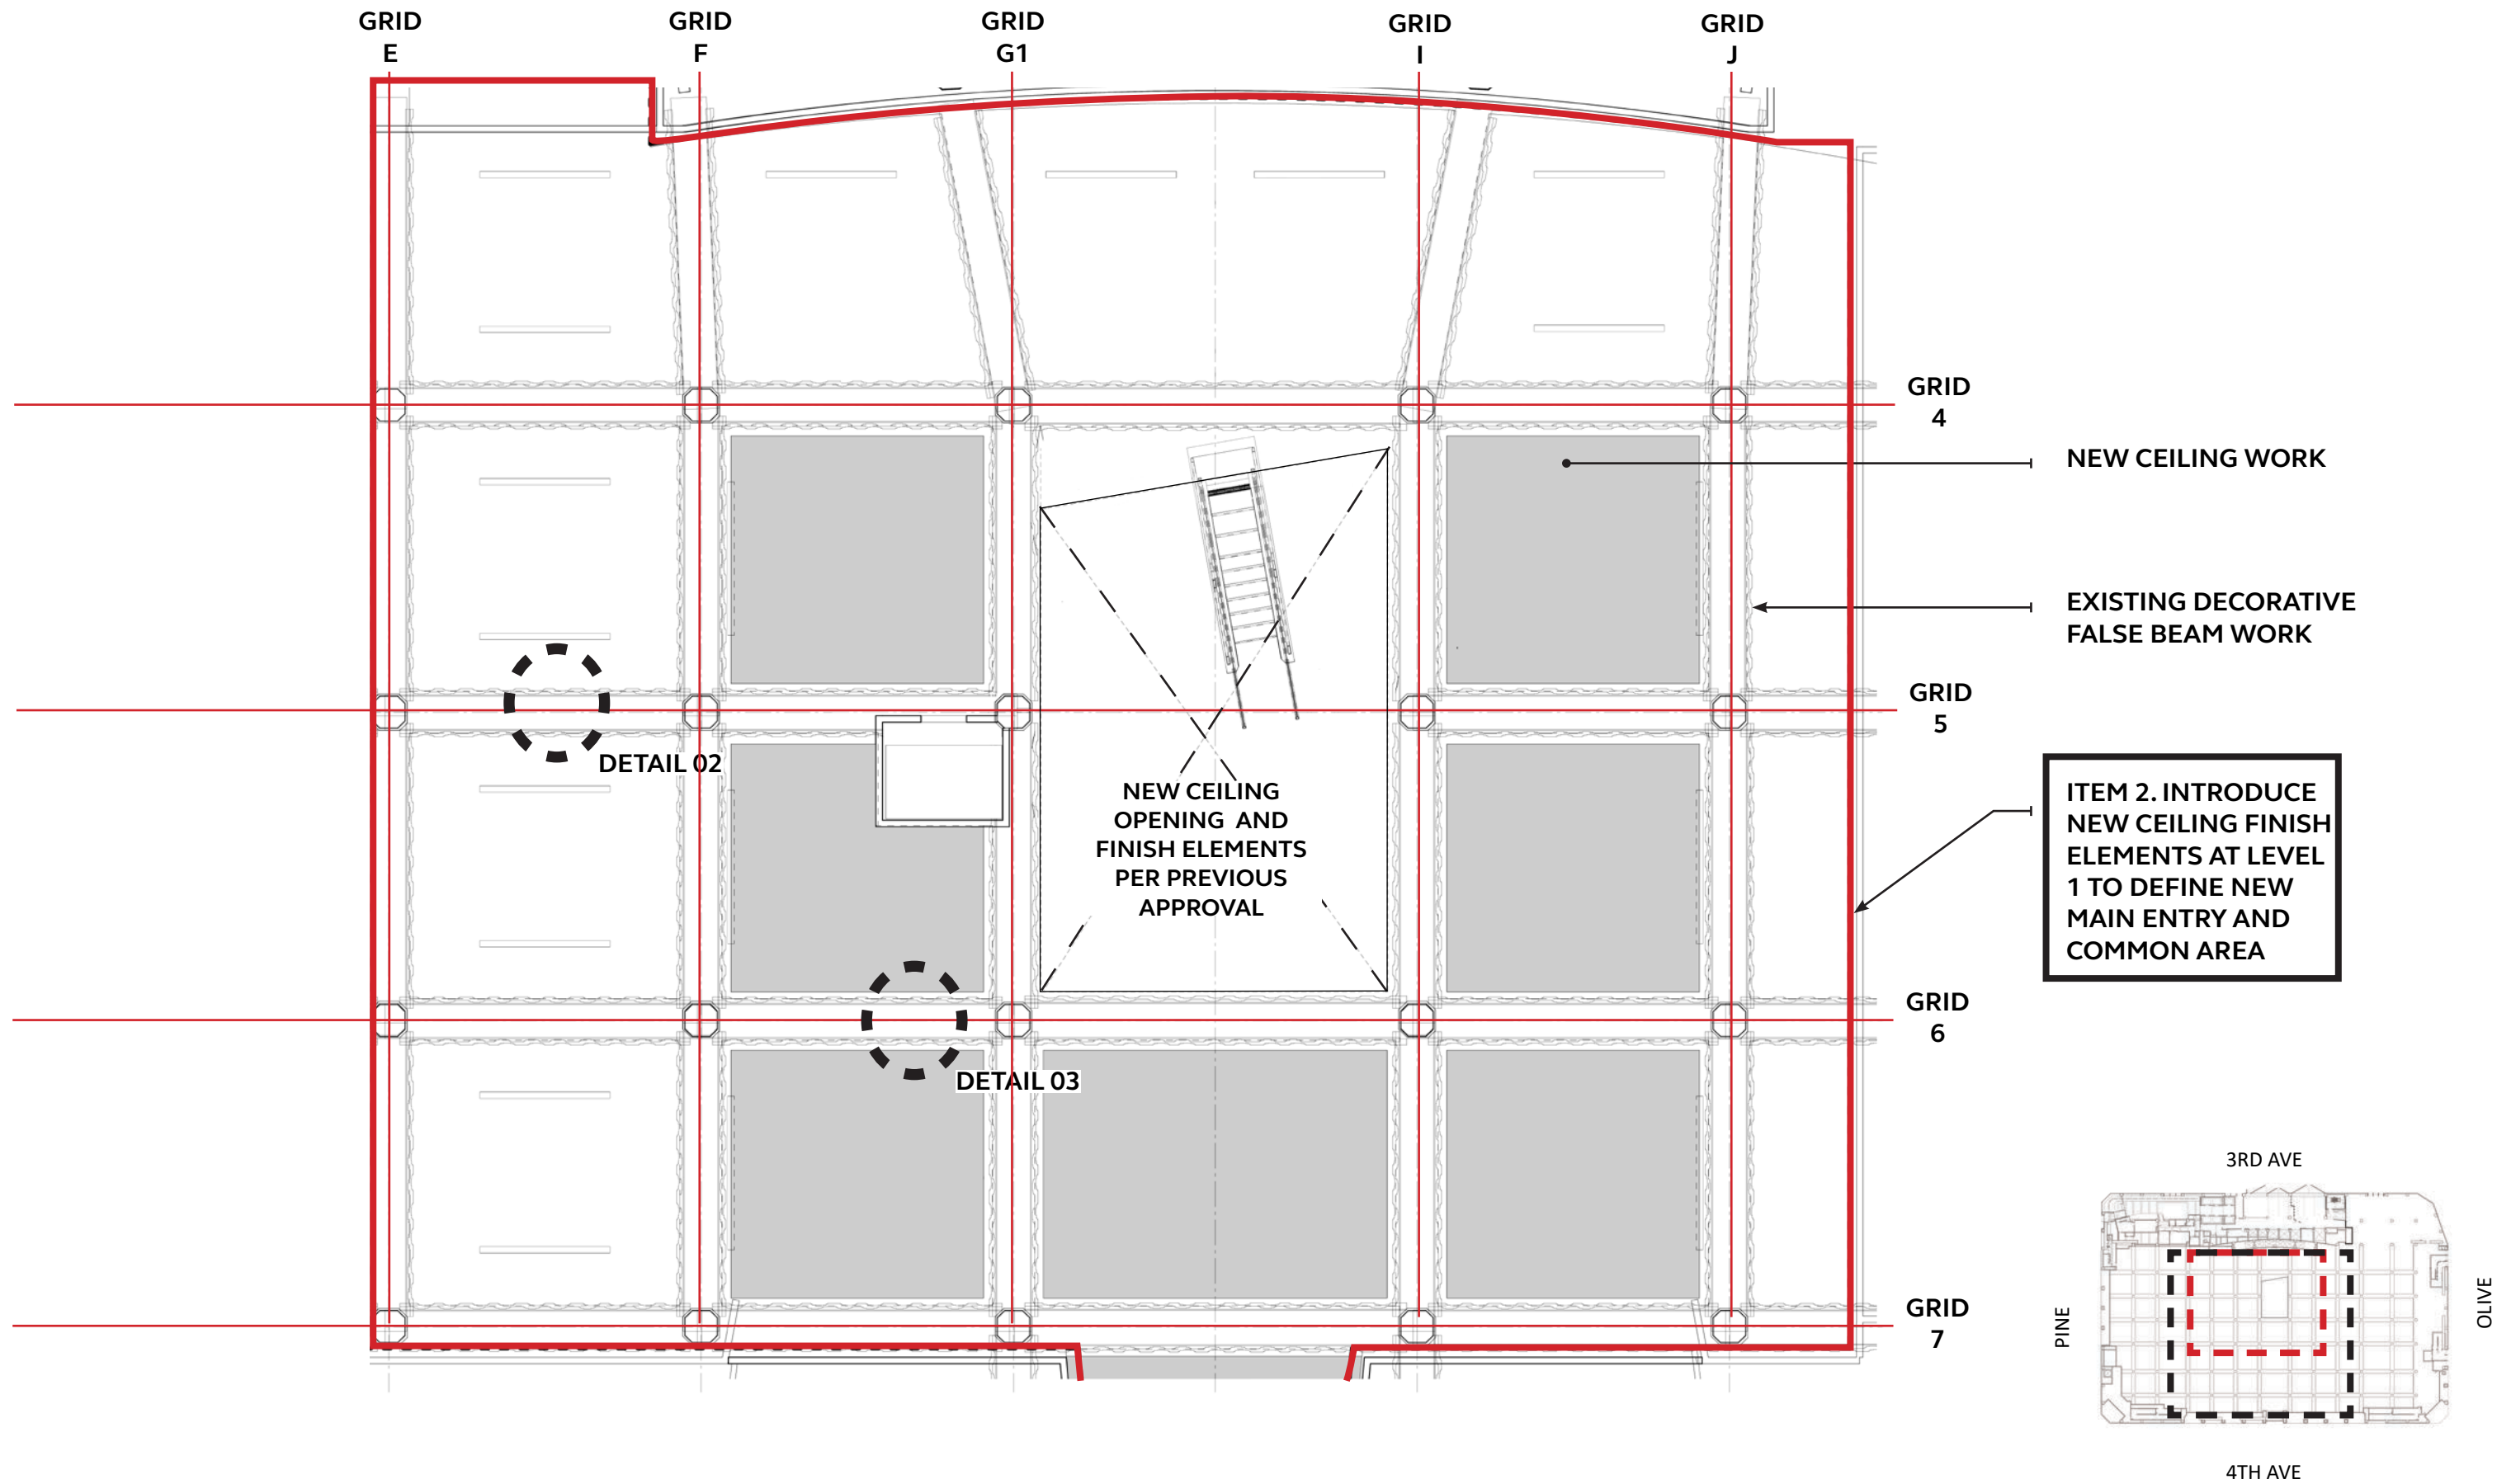 GRID
E
GRID
F
GRID
G1
GRID
I
GRID
J
GRID
4
NEW CEILING WORK
EXISTING DECORATIVE
FALSE BEAM WORK
GRID
5
DETAIL 02
NEW CEILING
OPENING AND
FINISH ELEMENTS
PER PREVIOUS
APPROVAL
ITEM 2. INTRODUCE
NEW CEILING FINISH
ELEMENTS AT LEVEL
1 TO DEFINE NEW
MAIN ENTRY AND
COMMON AREA
GRID
6
DETAIL 03
GRID
7
3RD AVE
PINE
OLIVE
4TH AVE